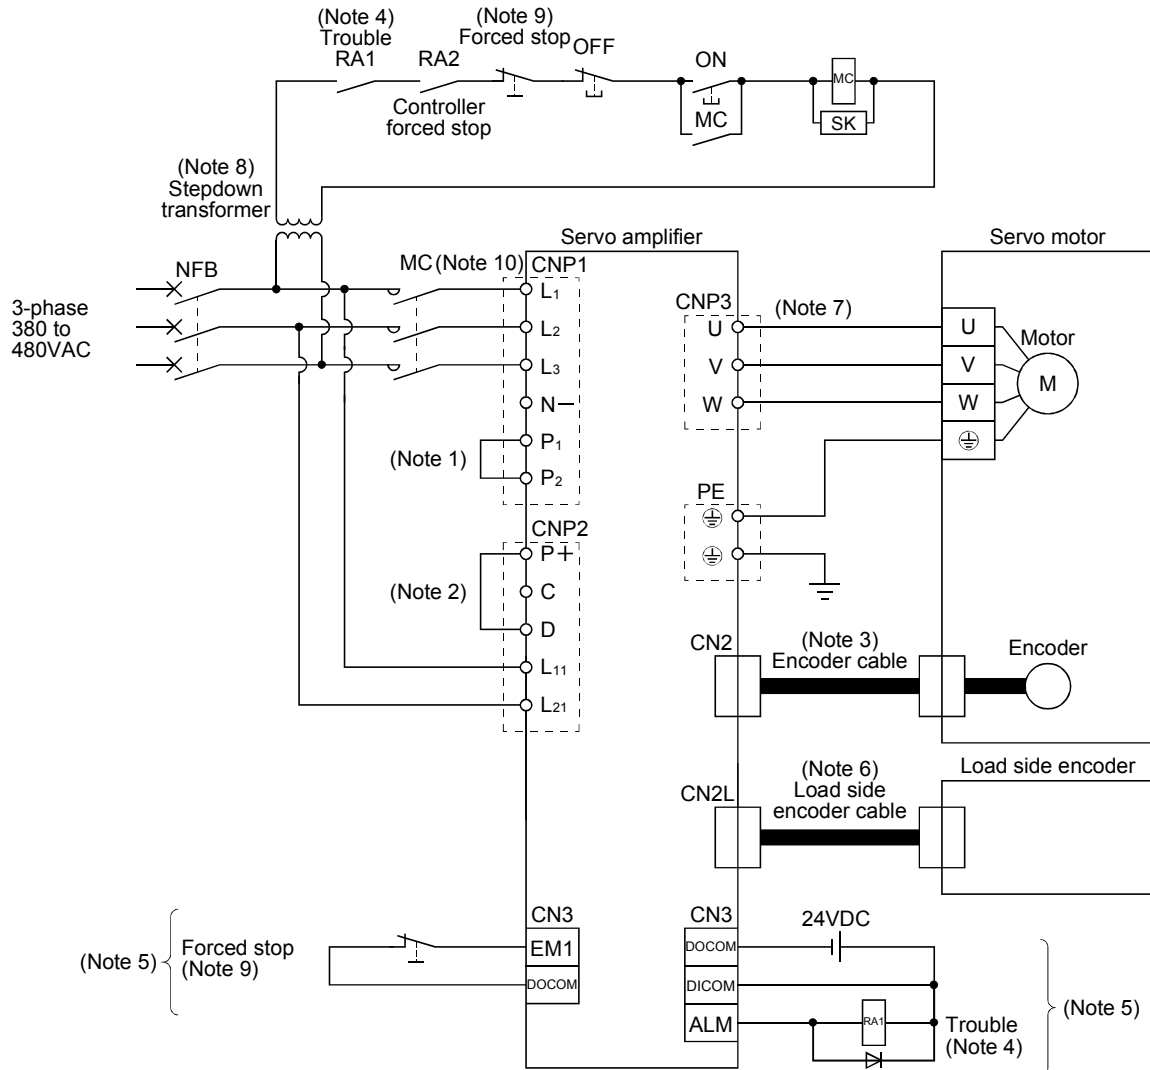 (Note 4)
Trouble
RA1
RA2
Controller
forced stop
(Note 9)
Forced stop
OFF
ON
MC
MC
SK
(Note 8)
Stepdown
transformer
NFB
MC
(Note 10)
3-phase
380 to
480VAC
Servo amplifier
Servo motor
CNP1
L1
L2
L3
N−
P1
P2
(Note 1)
CNP2
P+
C
D
L11
L21
(Note 2)
CNP3
U
V
W
(Note 7)
U
V
W
Motor
M
PE
CN2
(Note 3)
Encoder cable
Encoder
CN2L
(Note 6)
Load side
encoder cable
Load side encoder
(Note 5)
Forced stop
(Note 9)
CN3
EM1
DOCOM
CN3
DOCOM
DICOM
ALM
24VDC
RA1
Trouble
(Note 4)
(Note 5)